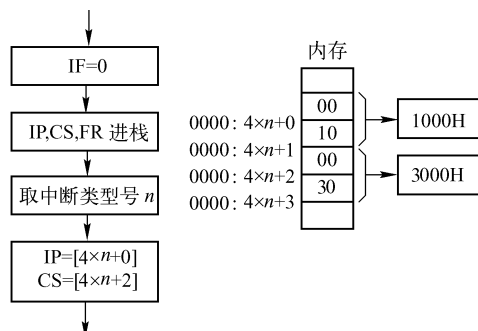 IF=0
IP,CS,FR 进栈
取中断类型号 n
IP=[4×n+0]
CS=[4×n+2]
内存
0000: 4×n+0
0000: 4×n+1
0000: 4×n+2
0000: 4×n+3
00
10
00
30
1000H
3000H